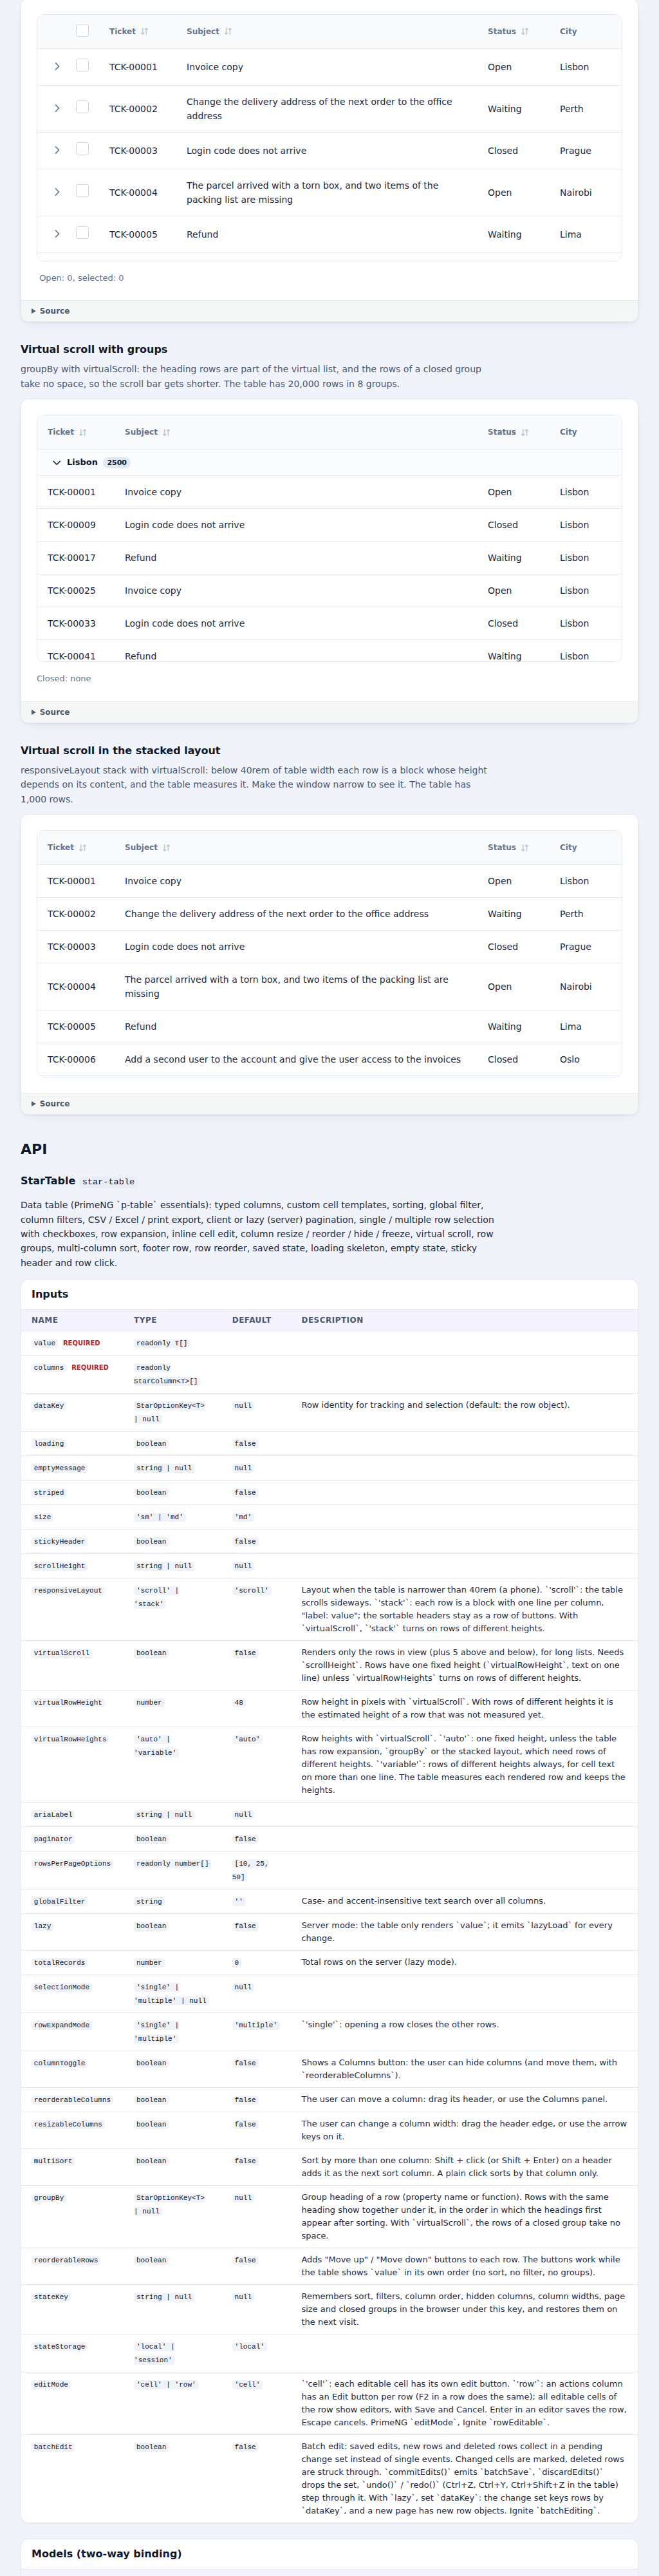 Ticket Subject Status City
TCK-00001 Invoice copy Open Lisbon
TCK-00002 Change the delivery address of the next order to the office address Waiting Perth
TCK-00003 Login code does not arrive Closed Prague
TCK-00004 The parcel arrived with a torn box, and two items of the packing list are missing Open Nairobi
TCK-00005 Refund Waiting Lima
Open: 0, selected: 0
Source
Virtual scroll with groups
groupBy with virtualScroll: the heading rows are part of the virtual list, and the rows of a closed group
take no space, so the scroll bar gets shorter. The table has 20,000 rows in 8 groups.
Ticket Subject Status City
Lisbon 2500
TCK-00001 Invoice copy Open Lisbon
TCK-00009 Login code does not arrive Closed Lisbon
TCK-00017 Refund Waiting Lisbon
TCK-00025 Invoice copy Open Lisbon
TCK-00033 Login code does not arrive Closed Lisbon
TCK-00041 Refund Waiting Lisbon
Closed: none
Source
Virtual scroll in the stacked layout
responsiveLayout stack with virtualScroll: below 40rem of table width each row is a block whose height
depends on its content, and the table measures it. Make the window narrow to see it. The table has
1,000 rows.
Ticket Subject Status City
TCK-00001 Invoice copy Open Lisbon
TCK-00002 Change the delivery address of the next order to the office address Waiting Perth
TCK-00003 Login code does not arrive Closed Prague
TCK-00004 The parcel arrived with a torn box, and two items of the packing list are missing Open Nairobi
TCK-00005 Refund Waiting Lima
TCK-00006 Add a second user to the account and give the user access to the invoices Closed Oslo
Source
API
StarTable star-table
Data table (PrimeNG `p-table` essentials): typed columns, custom cell templates, sorting, global filter,
column filters, CSV / Excel / print export, client or lazy (server) pagination, single / multiple row selection
with checkboxes, row expansion, inline cell edit, column resize / reorder / hide / freeze, virtual scroll, row
groups, multi-column sort, footer row, row reorder, saved state, loading skeleton, empty state, sticky
header and row click.
Inputs
NAME TYPE DEFAULT DESCRIPTION
value REQUIRED readonly T[]
columns REQUIRED readonly StarColumn<T>[]
dataKey StarOptionKey<T> | null null Row identity for tracking and selection (default: the row object).
loading boolean false
emptyMessage string | null null
striped boolean false
size 'sm' | 'md' 'md'
stickyHeader boolean false
scrollHeight string | null null
responsiveLayout 'scroll' | 'stack' 'scroll' Layout when the table is narrower than 40rem (a phone). `'scroll'`: the table
scrolls sideways. `'stack'`: each row is a block with one line per column,
"label: value"; the sortable headers stay as a row of buttons. With
`virtualScroll`, `'stack'` turns on rows of different heights.
virtualScroll boolean false Renders only the rows in view (plus 5 above and below), for long lists. Needs
`scrollHeight`. Rows have one fixed height (`virtualRowHeight`, text on one
line) unless `virtualRowHeights` turns on rows of different heights.
virtualRowHeight number 48 Row height in pixels with `virtualScroll`. With rows of different heights it is
the estimated height of a row that was not measured yet.
virtualRowHeights 'auto' | 'variable' 'auto' Row heights with `virtualScroll`. `'auto'`: one fixed height, unless the table
has row expansion, `groupBy` or the stacked layout, which need rows of
different heights. `'variable'`: rows of different heights always, for cell text
on more than one line. The table measures each rendered row and keeps the
heights.
ariaLabel string | null null
paginator boolean false
rowsPerPageOptions readonly number[] [10, 25, 50]
globalFilter string '' Case- and accent-insensitive text search over all columns.
lazy boolean false Server mode: the table only renders `value`; it emits `lazyLoad` for every
change.
totalRecords number 0 Total rows on the server (lazy mode).
selectionMode 'single' | 'multiple' | null null
rowExpandMode 'single' | 'multiple' 'multiple' `'single'`: opening a row closes the other rows.
columnToggle boolean false Shows a Columns button: the user can hide columns (and move them, with
`reorderableColumns`).
reorderableColumns boolean false The user can move a column: drag its header, or use the Columns panel.
resizableColumns boolean false The user can change a column width: drag the header edge, or use the arrow
keys on it.
multiSort boolean false Sort by more than one column: Shift + click (or Shift + Enter) on a header
adds it as the next sort column. A plain click sorts by that column only.
groupBy StarOptionKey<T> | null null Group heading of a row (property name or function). Rows with the same
heading show together under it, in the order in which the headings first
appear after sorting. With `virtualScroll`, the rows of a closed group take no
space.
reorderableRows boolean false Adds "Move up" / "Move down" buttons to each row. The buttons work while
the table shows `value` in its own order (no sort, no filter, no groups).
stateKey string | null null Remembers sort, filters, column order, hidden columns, column widths, page
size and closed groups in the browser under this key, and restores them on
the next visit.
stateStorage 'local' | 'session' 'local'
editMode 'cell' | 'row' 'cell' `'cell'`: each editable cell has its own edit button. `'row'`: an actions column
has an Edit button per row (F2 in a row does the same); all editable cells of
the row show editors, with Save and Cancel. Enter in an editor saves the row,
Escape cancels. PrimeNG `editMode`, Ignite `rowEditable`.
batchEdit boolean false Batch edit: saved edits, new rows and deleted rows collect in a pending
change set instead of single events. Changed cells are marked, deleted rows
are struck through. `commitEdits()` emits `batchSave`, `discardEdits()`
drops the set, `undo()` / `redo()` (Ctrl+Z, Ctrl+Y, Ctrl+Shift+Z in the table)
step through it. With `lazy`, set `dataKey`: the change set keys rows by
`dataKey`, and a new page has new row objects. Ignite `batchEditing`.
Models (two-way binding)